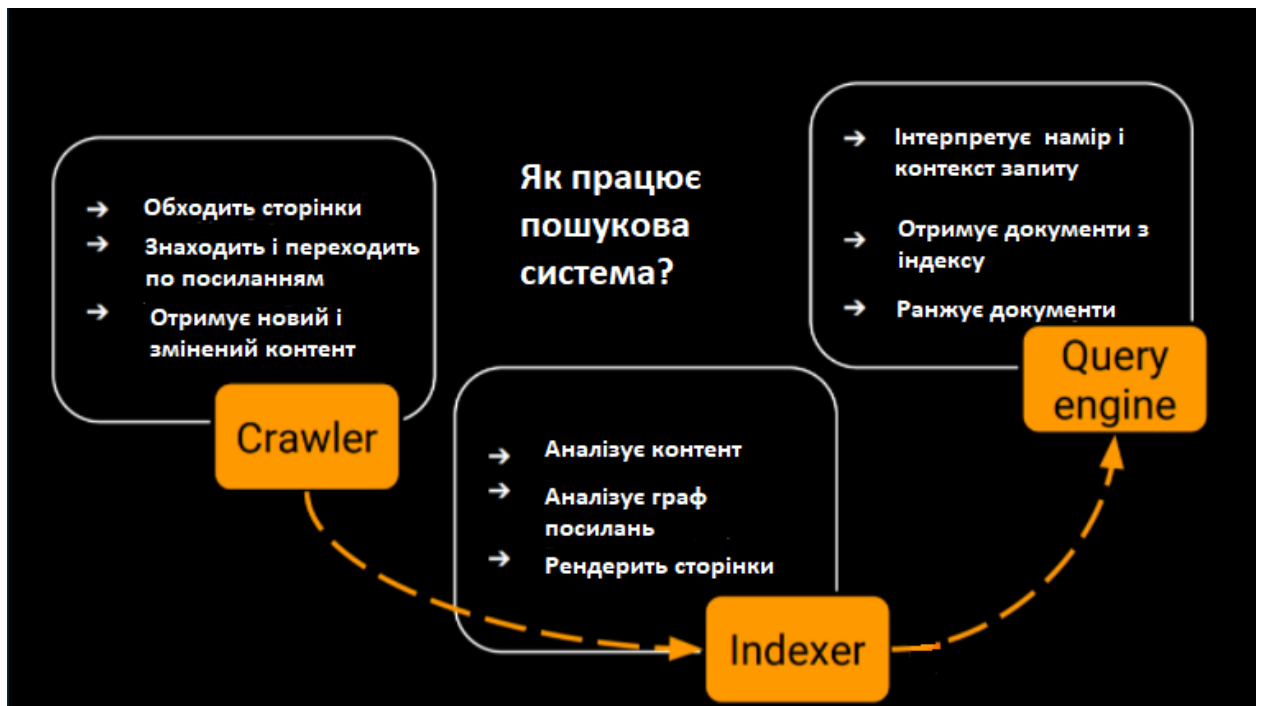 Як працює
пошукова
система?
Обходить сторінки
Знаходить і переходить
по посиланням
Отримує новий і
змінений контент
Crawler
Аналізує контент
Аналізує граф
посилань
Рендерить сторінки
Indexer
Інтерпретує намір і
контекст запиту
Отримує документи з
індексу
Ранжує документи
Query
engine